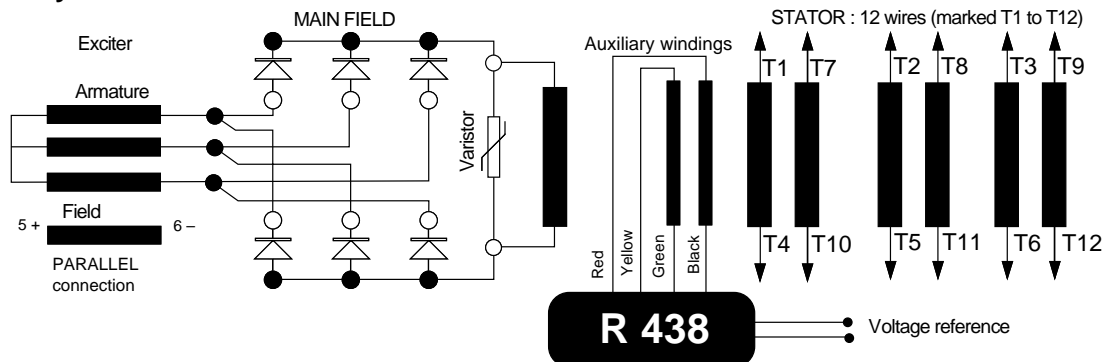 MAIN FIELD
STATOR : 12 wires (marked T1 to T12)
Exciter
Auxiliary windings
T1
T7
T2
T8
T3
T9
Armature
Varistor
Field
5 +
6 –
T4
T10
T5
T11
T6
T12
PARALLEL
connection
Red
Yellow
Green
Black
R 438
Voltage reference